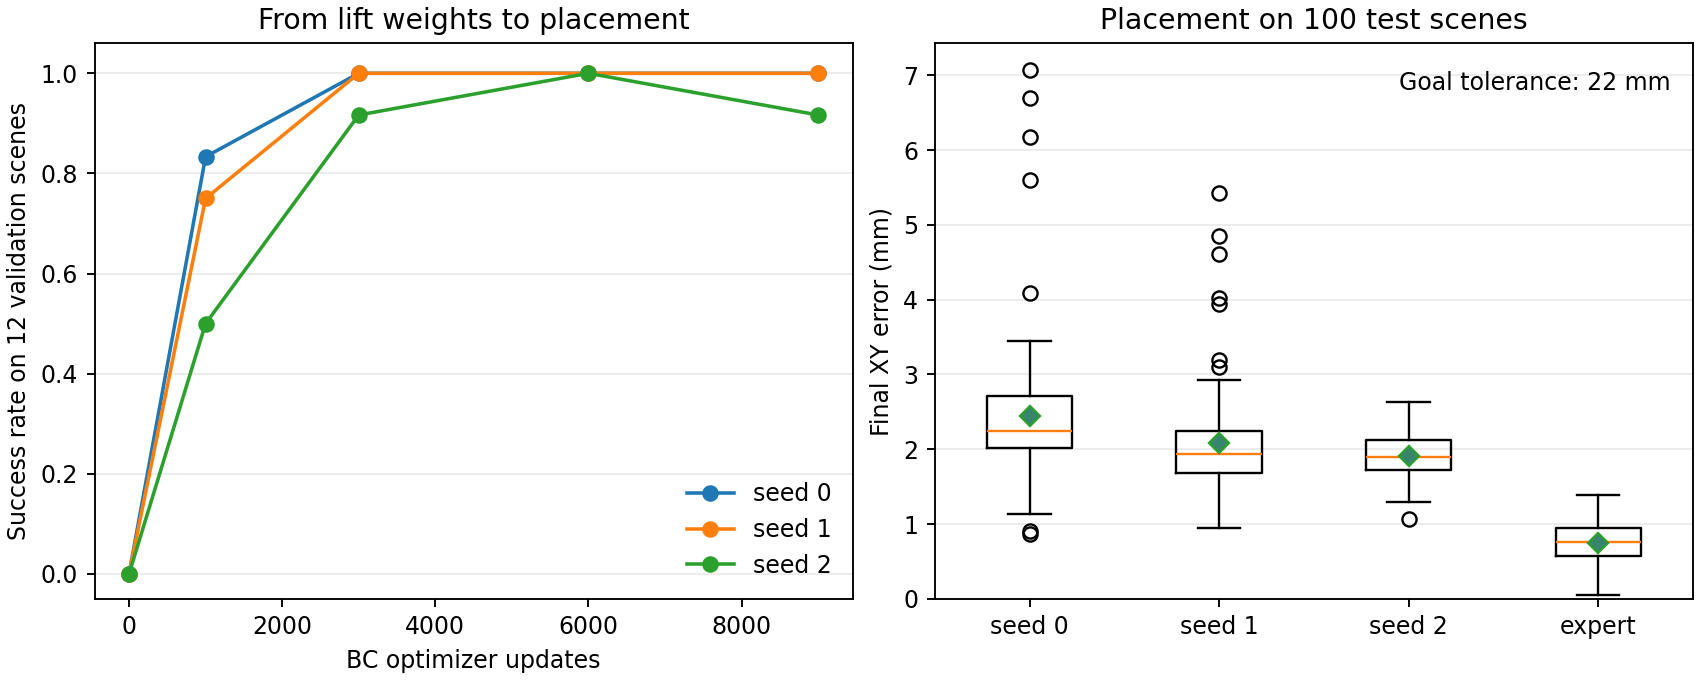 From lift weights to placement
Success rate on 12 validation scenes
1.0
0.8
0.6
0.4
0.2
0.0
seed 0
seed 1
seed 2
0
2000
4000
6000
8000
BC optimizer updates
Placement on 100 test scenes
Final XY error (mm)
7
6
5
4
3
2
1
0
Goal tolerance: 22 mm
seed 0
seed 1
seed 2
expert